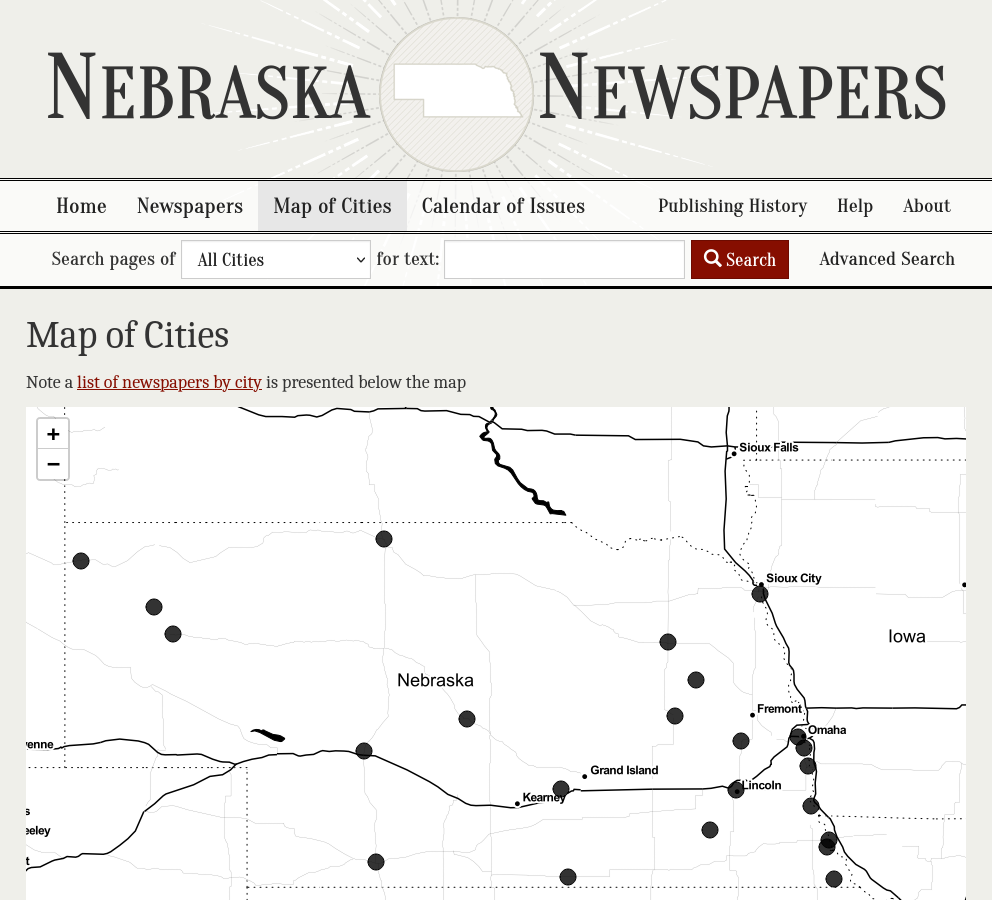 NEBRASKA NEWSPAPERS
Home Newspapers Map of Cities Calendar of Issues Publishing History Help About
Search pages of All Cities for text: Search Advanced Search
Map of Cities
Note a list of newspapers by city is presented below the map
+
−
Sioux Falls
Sioux City
Iowa
Nebraska
Fremont
Omaha
enne
Grand Island
Lincoln
Kearney
s
eeley
t